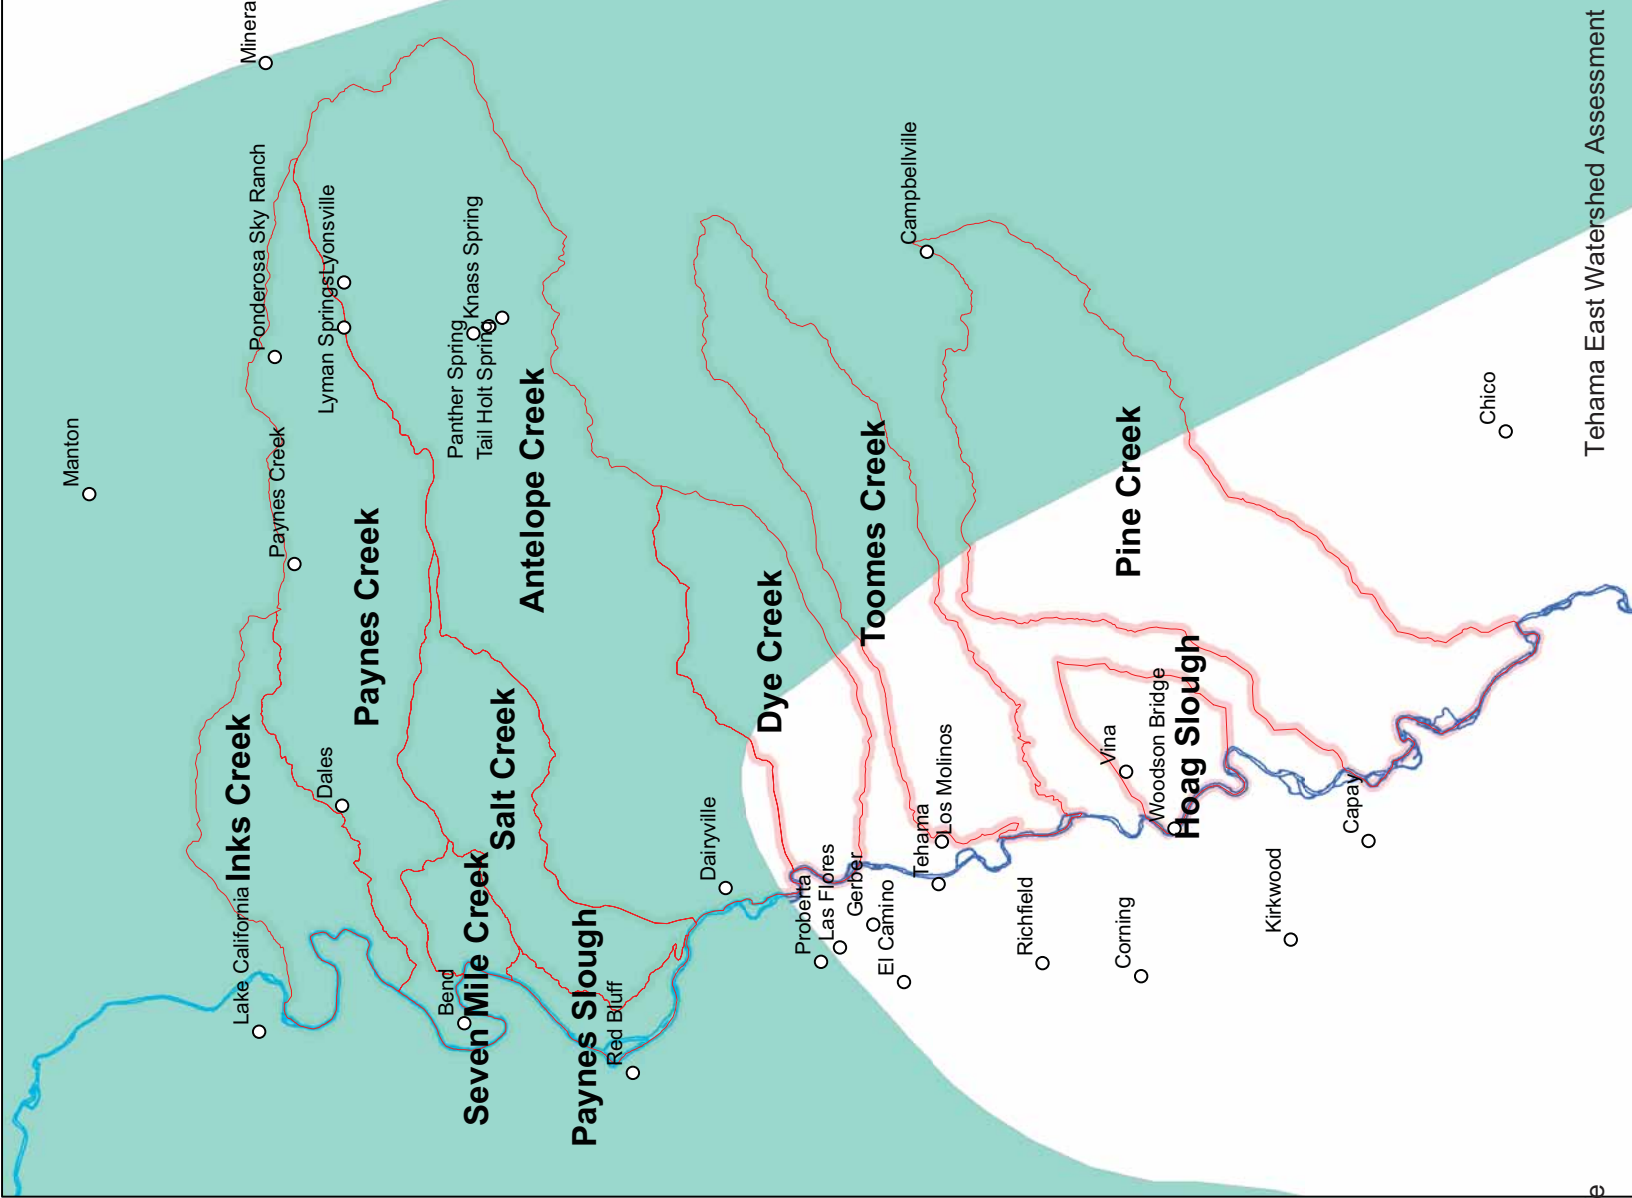 Mineral
Manton
Ponderosa Sky Ranch
Lyonsville
Lyman Springs
Paynes Creek
Knass Spring
Panther Spring
Tail Holt Spring
Campbellville
Paynes Creek
Antelope Creek
Inks Creek
Dales
Salt Creek
Dye Creek
Toomes Creek
Pine Creek
Chico
Lake California
Bend
Seven Mile Creek
Paynes Slough
Red Bluff
Dairyville
Proberta
Las Flores
Gerber
El Camino
Tehama
Los Molinos
Vina
Woodson Bridge
Hoag Slough
Richfield
Corning
Kirkwood
Capay
Tehama East Watershed Assessment
e